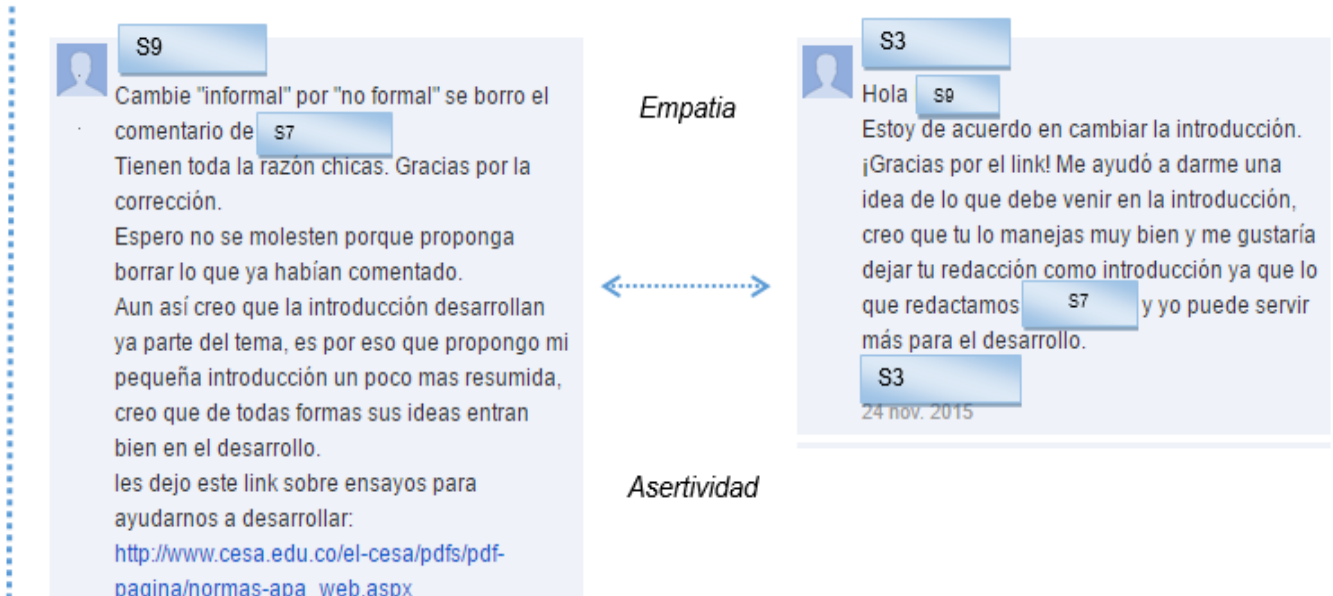 S9
Cambie "informal" por "no formal" se borro el
comentario de S7
Tienen toda la razón chicas. Gracias por la
corrección.
Espero no se molesten porque proponga
borrar lo que ya habían comentado.
Aun así creo que la introducción desarrollan
ya parte del tema, es por eso que propongo mi
pequeña introducción un poco mas resumida,
creo que de todas formas sus ideas entran
bien en el desarrollo.
les dejo este link sobre ensayos para
ayudarnos a desarrollar:
http://www.cesa.edu.co/el-cesa/pdfs/pdf-
pagina/normas-apa_web.aspx
Empatia
Asertividad
S3
Hola S9
Estoy de acuerdo en cambiar la introducción.
¡Gracias por el link! Me ayudó a darme una
idea de lo que debe venir en la introducción,
creo que tu lo manejas muy bien y me gustaría
dejar tu redacción como introducción ya que lo
que redactamos S7 y yo puede servir
más para el desarrollo.
S3
24 nov. 2015